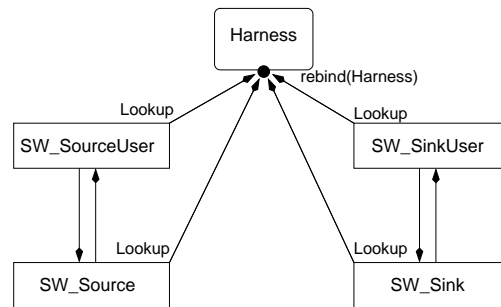 Harness
rebind(Harness)
Lookup
Lookup
SW_SourceUser
SW_SinkUser
Lookup
Lookup
SW_Source
SW_Sink